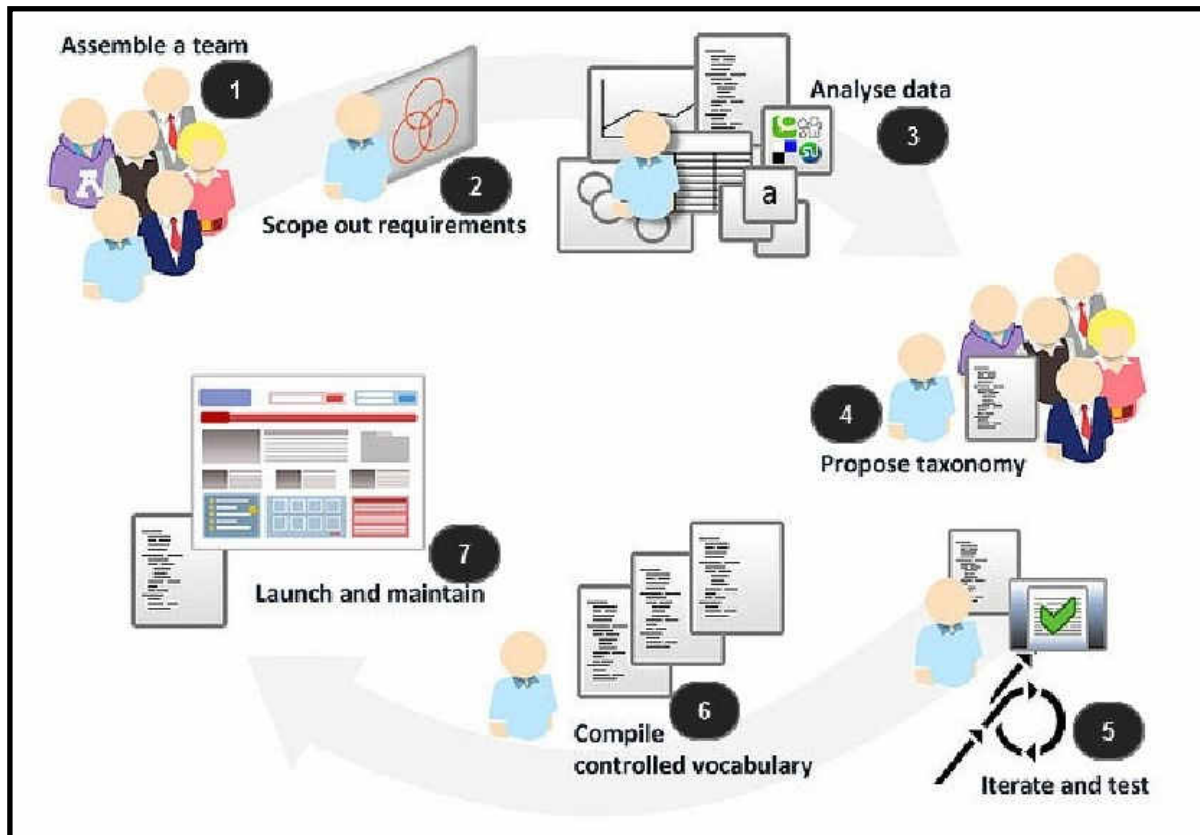 Assemble a team
1
2
Scope out requirements
Analyse data
3
a
A
4
Propose taxonomy
5
Iterate and test
6
Compile
controlled vocabulary
7
Launch and maintain